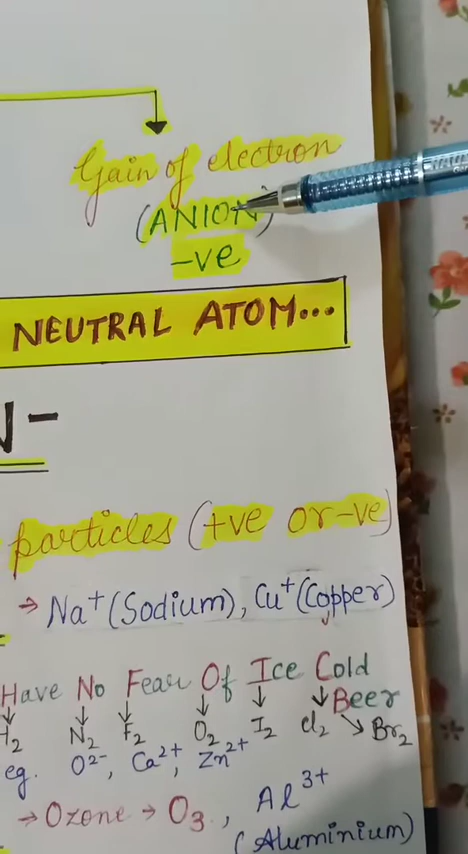 Gain of electron
(ANION)
-ve
NEUTRAL ATOM...
N-
particles (+ve or -ve)
→ Na⁺ (Sodium), Cu⁺ (Copper)
Have No Fear Of Ice Cold
Beer
H₂ N₂ F₂ O₂ I₂ Cl₂ Br₂
eg. O²⁻, Ca²⁺, Zn²⁺
→ Ozone → O₃, Al³⁺
(Aluminium)